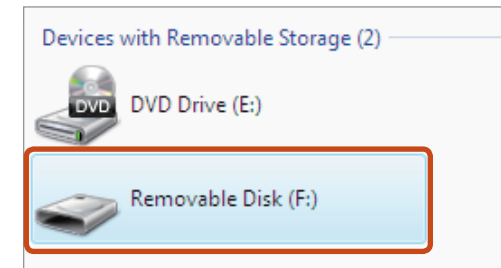 Devices with Removable Storage (2)
DVD
DVD Drive (E:)
Removable Disk (F:)